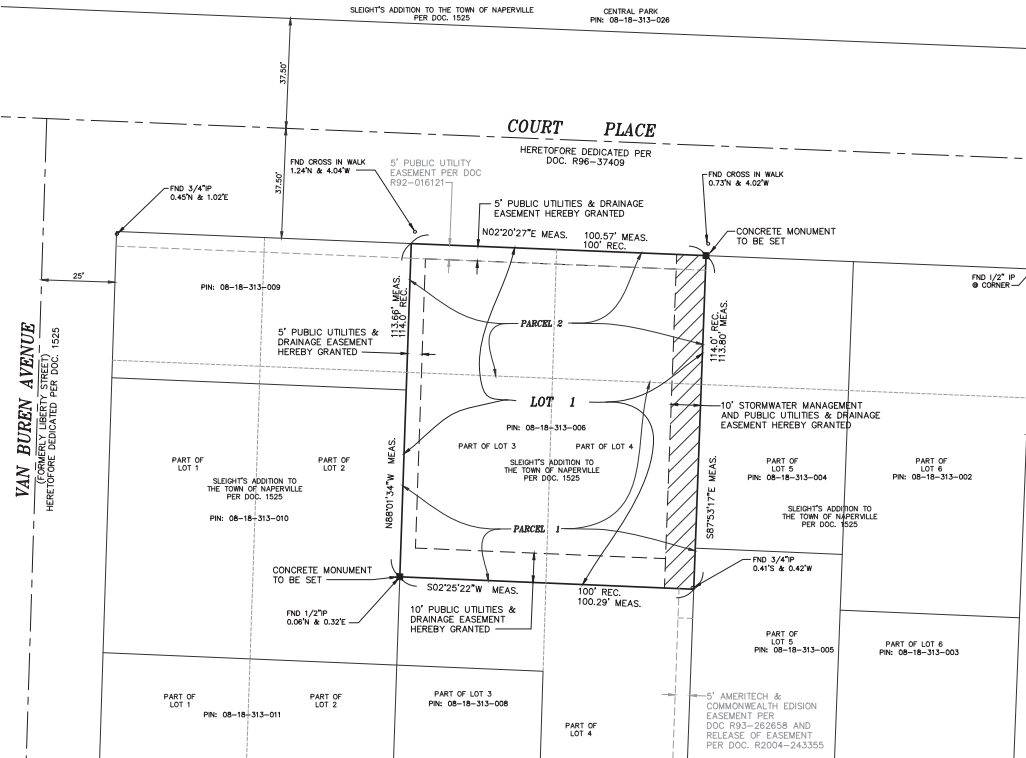 SLEIGHT'S ADDITION TO THE TOWN OF NAPERVILLE
PER DOC. 1525
CENTRAL PARK
PIN: 08-18-313-026
37.50'
37.50'
COURT PLACE
HERETOFORE DEDICATED PER
DOC. R96-37409
FND CROSS IN WALK
1.24'N & 4.04'W
5' PUBLIC UTILITY
EASEMENT PER DOC
R92-016121
FND CROSS IN WALK
0.73'N & 4.02'W
FND 3/4"IP
0.45'N & 1.02'E
5' PUBLIC UTILITIES & DRAINAGE
EASEMENT HEREBY GRANTED
N02°20'27"E MEAS.
100.57' MEAS.
100' REC.
CONCRETE MONUMENT
TO BE SET
FND 1/2" IP
@ CORNER
25'
PIN: 08-18-313-009
113.66' MEAS.
114.0' REC.
114.0' REC.
113.80' MEAS.
PARCEL 2
5' PUBLIC UTILITIES &
DRAINAGE EASEMENT
HEREBY GRANTED
VAN BUREN AVENUE
(FORMERLY LIBERTY STREET)
HERETOFORE DEDICATED PER DOC. 1525
LOT 1
PIN: 08-18-313-006
PART OF LOT 3
PART OF LOT 4
SLEIGHT'S ADDITION TO
THE TOWN OF NAPERVILLE
PER DOC. 1525
10' STORMWATER MANAGEMENT
AND PUBLIC UTILITIES & DRAINAGE
EASEMENT HEREBY GRANTED
PART OF
LOT 1
PART OF
LOT 2
SLEIGHT'S ADDITION TO
THE TOWN OF NAPERVILLE
PER DOC. 1525
PIN: 08-18-313-010
N88°01'34"W MEAS.
S87°53'17"E MEAS.
PART OF
LOT 5
PIN: 08-18-313-004
PART OF
LOT 6
PIN: 08-18-313-002
SLEIGHT'S ADDITION TO
THE TOWN OF NAPERVILLE
PER DOC. 1525
PARCEL 1
CONCRETE MONUMENT
TO BE SET
FND 3/4"IP
0.41'S & 0.42'W
S02°25'22"W MEAS.
100' REC.
100.29' MEAS.
FND 1/2"IP
0.06'N & 0.32'E
10' PUBLIC UTILITIES &
DRAINAGE EASEMENT
HEREBY GRANTED
PART OF
LOT 5
PIN: 08-18-313-005
PART OF LOT 6
PIN: 08-18-313-003
PART OF
LOT 1
PART OF
LOT 2
PIN: 08-18-313-011
PART OF LOT 3
PIN: 08-18-313-008
PART OF
LOT 4
5' AMERITECH &
COMMONWEALTH EDISION
EASEMENT PER
DOC R93-262658 AND
RELEASE OF EASEMENT
PER DOC. R2004-243355